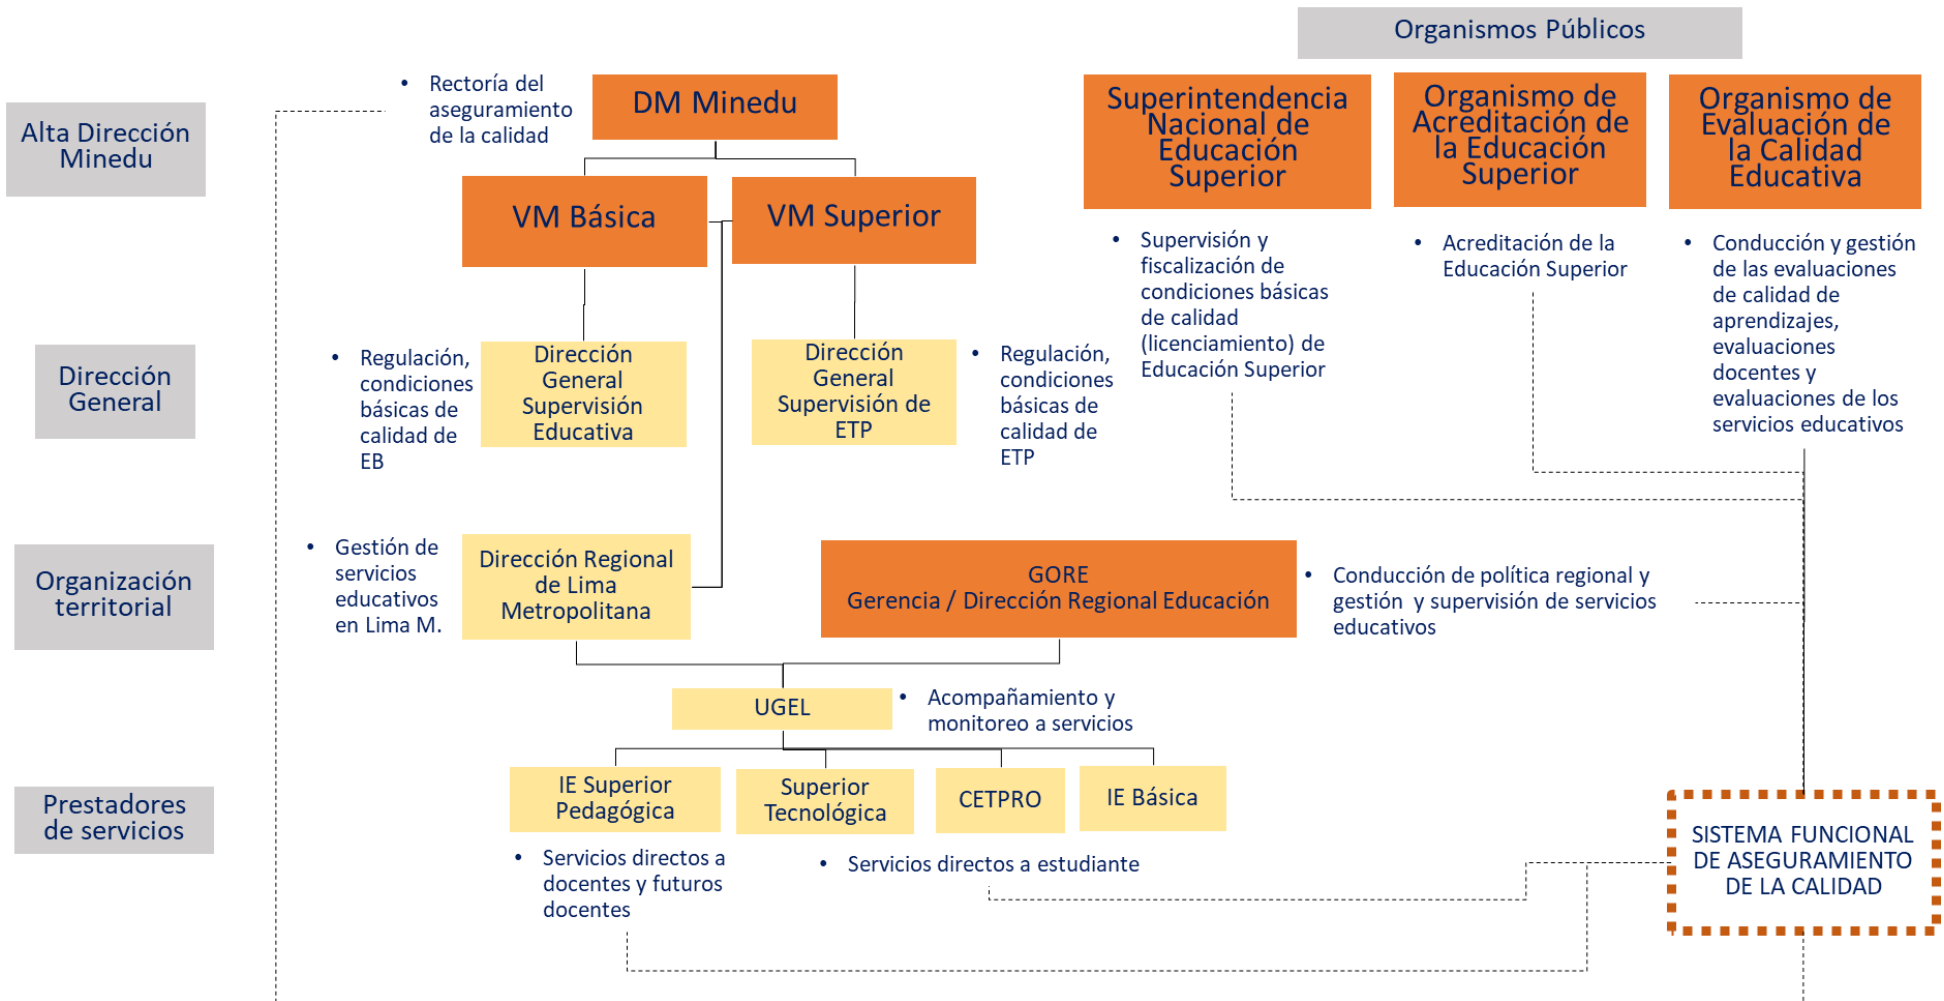 Organismos Públicos
Alta Dirección
Minedu
• Rectoría del
aseguramiento
de la calidad
DM Minedu
Superintendencia
Nacional de
Educación
Superior
Organismo de
Acreditación de
la Educación
Superior
Organismo de
Evaluación de
la Calidad
Educativa
VM Básica
VM Superior
• Supervisión y
fiscalización de
condiciones básicas
de calidad
(licenciamiento) de
Educación Superior
• Acreditación de la
Educación Superior
• Conducción y gestión
de las evaluaciones
de calidad de
aprendizajes,
evaluaciones
docentes y
evaluaciones de los
servicios educativos
Dirección
General
• Regulación,
condiciones
básicas de
calidad de
EB
Dirección
General
Supervisión
Educativa
Dirección
General
Supervisión de
ETP
• Regulación,
condiciones
básicas de
calidad de
ETP
Organización
territorial
• Gestión de
servicios
educativos
en Lima M.
Dirección Regional
de Lima
Metropolitana
GORE
Gerencia / Dirección Regional Educación
• Conducción de política regional y
gestión y supervisión de servicios
educativos
UGEL
• Acompañamiento y
monitoreo a servicios
Prestadores
de servicios
IE Superior
Pedagógica
Superior
Tecnológica
CETPRO
IE Básica
• Servicios directos a
docentes y futuros
docentes
• Servicios directos a estudiante
SISTEMA FUNCIONAL
DE ASEGURAMIENTO
DE LA CALIDAD